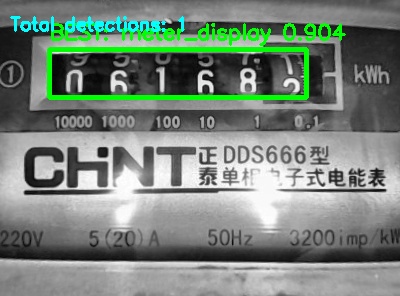 Total detections: 1
BEST: meter_display 0.904
① 0 6 1 6 8 2 kWh
10000 1000 100 10 1 0.1
CHNT 正泰 DDS666型
单相电子式电能表
220V 5(20)A 50Hz 3200imp/kW